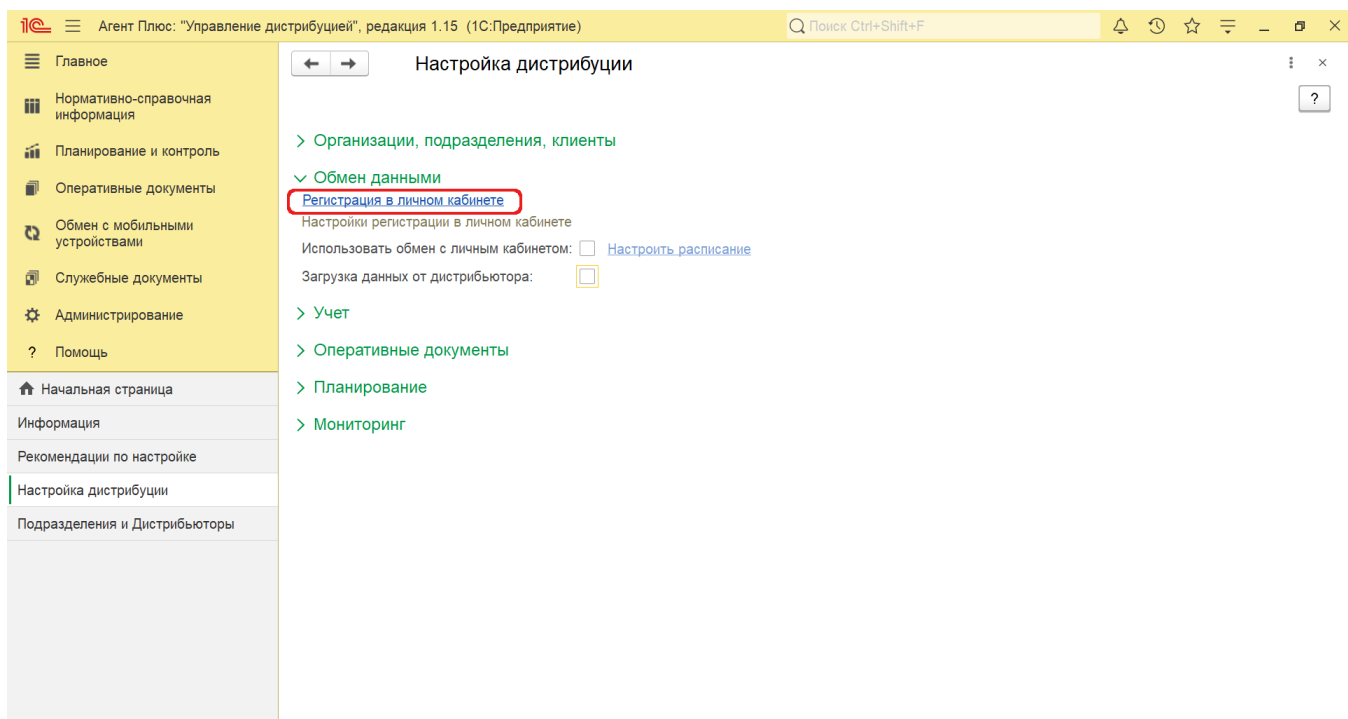 1С Агент Плюс: "Управление дистрибуцией", редакция 1.15 (1С:Предприятие) Поиск Ctrl+Shift+F
Главное
Нормативно-справочная
информация
Планирование и контроль
Оперативные документы
Обмен с мобильными
устройствами
Служебные документы
Администрирование
? Помощь
Начальная страница
Информация
Рекомендации по настройке
Настройка дистрибуции
Подразделения и Дистрибьюторы
Настройка дистрибуции
?
Организации, подразделения, клиенты
Обмен данными
Регистрация в личном кабинете
Настройки регистрации в личном кабинете
Использовать обмен с личным кабинетом: Настроить расписание
Загрузка данных от дистрибьютора:
Учет
Оперативные документы
Планирование
Мониторинг